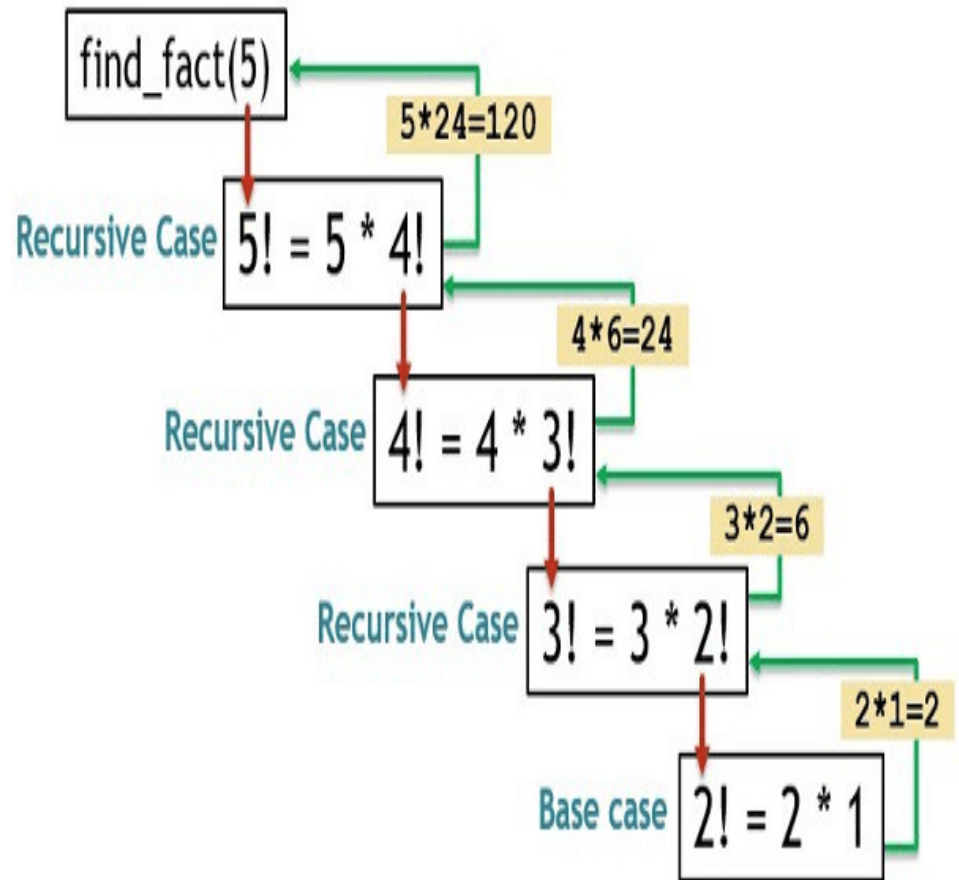 find_fact(5)
5*24=120
Recursive Case
5! = 5 * 4!
4*6=24
Recursive Case
4! = 4 * 3!
3*2=6
Recursive Case
3! = 3 * 2!
2*1=2
Base case
2! = 2 * 1